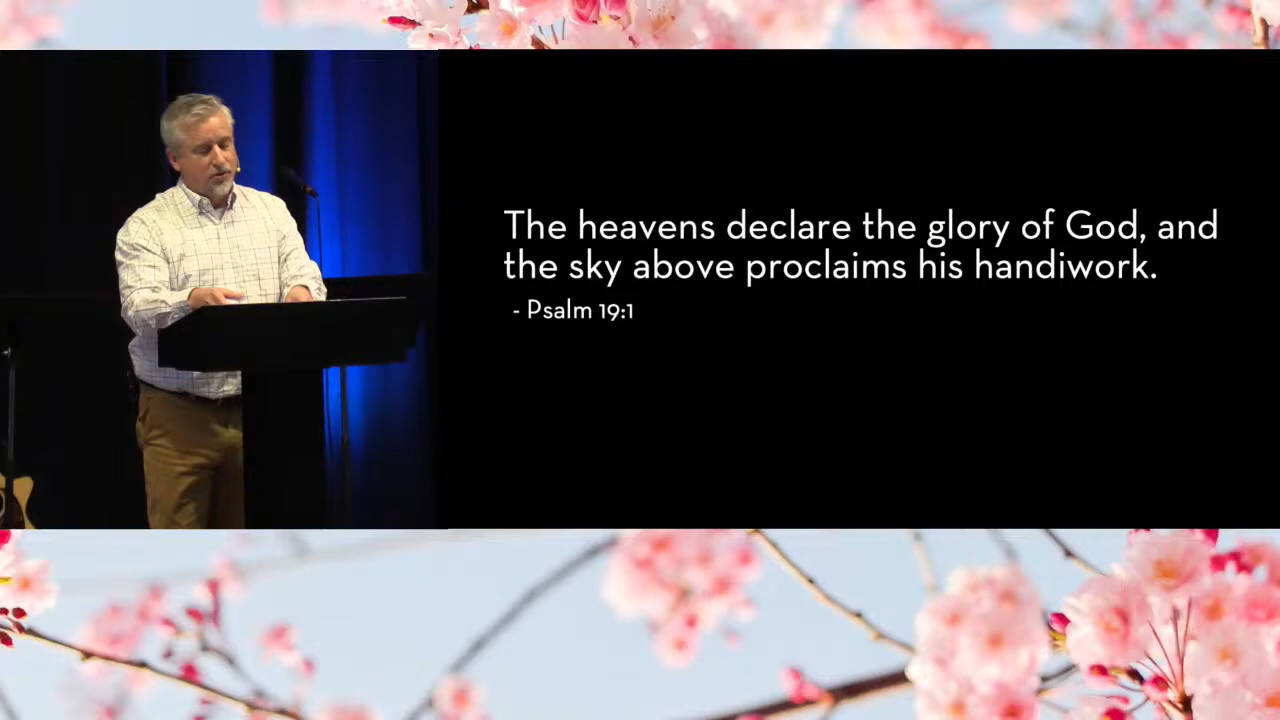 The heavens declare the glory of God, and
the sky above proclaims his handiwork.
- Psalm 19:1